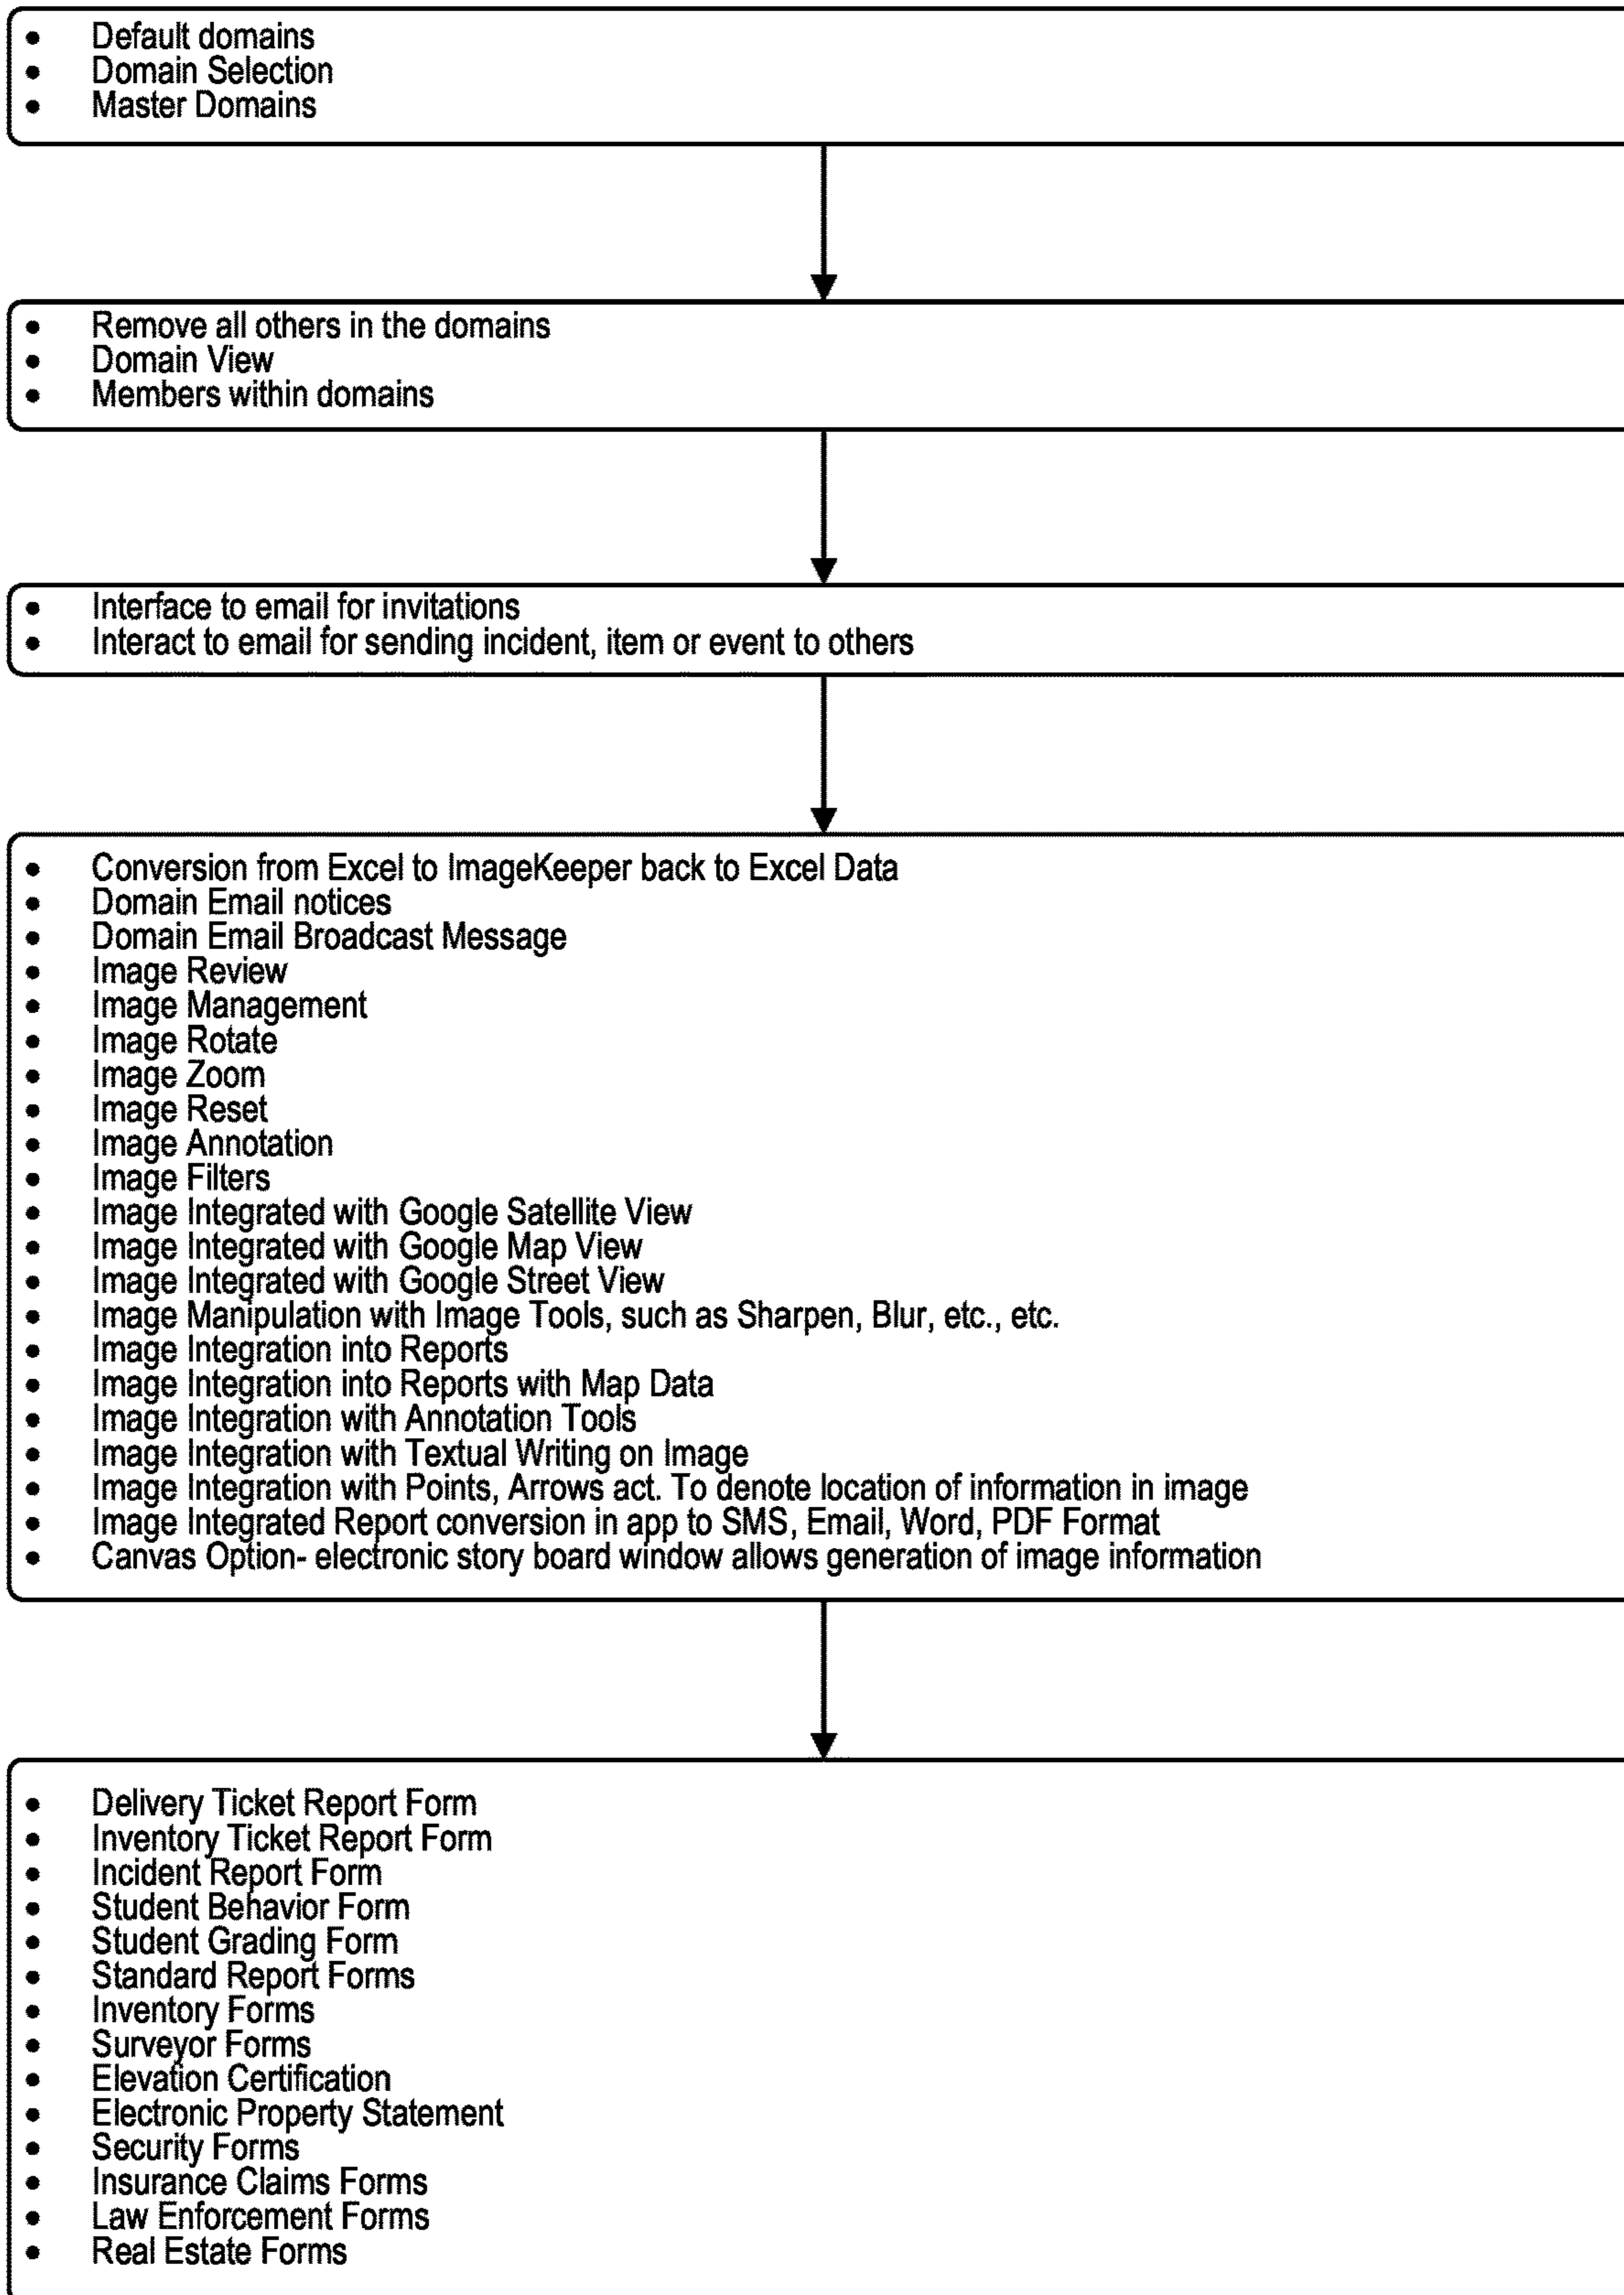 • Default domains
• Domain Selection
• Master Domains
• Remove all others in the domains
• Domain View
• Members within domains
• Interface to email for invitations
• Interact to email for sending incident, item or event to others
• Conversion from Excel to ImageKeeper back to Excel Data
• Domain Email notices
• Domain Email Broadcast Message
• Image Review
• Image Management
• Image Rotate
• Image Zoom
• Image Reset
• Image Annotation
• Image Filters
• Image Integrated with Google Satellite View
• Image Integrated with Google Map View
• Image Integrated with Google Street View
• Image Manipulation with Image Tools, such as Sharpen, Blur, etc., etc.
• Image Integration into Reports
• Image Integration into Reports with Map Data
• Image Integration with Annotation Tools
• Image Integration with Textual Writing on Image
• Image Integration with Points, Arrows act. To denote location of information in image
• Image Integrated Report conversion in app to SMS, Email, Word, PDF Format
• Canvas Option- electronic story board window allows generation of image information
• Delivery Ticket Report Form
• Inventory Ticket Report Form
• Incident Report Form
• Student Behavior Form
• Student Grading Form
• Standard Report Forms
• Inventory Forms
• Surveyor Forms
• Elevation Certification
• Electronic Property Statement
• Security Forms
• Insurance Claims Forms
• Law Enforcement Forms
• Real Estate Forms